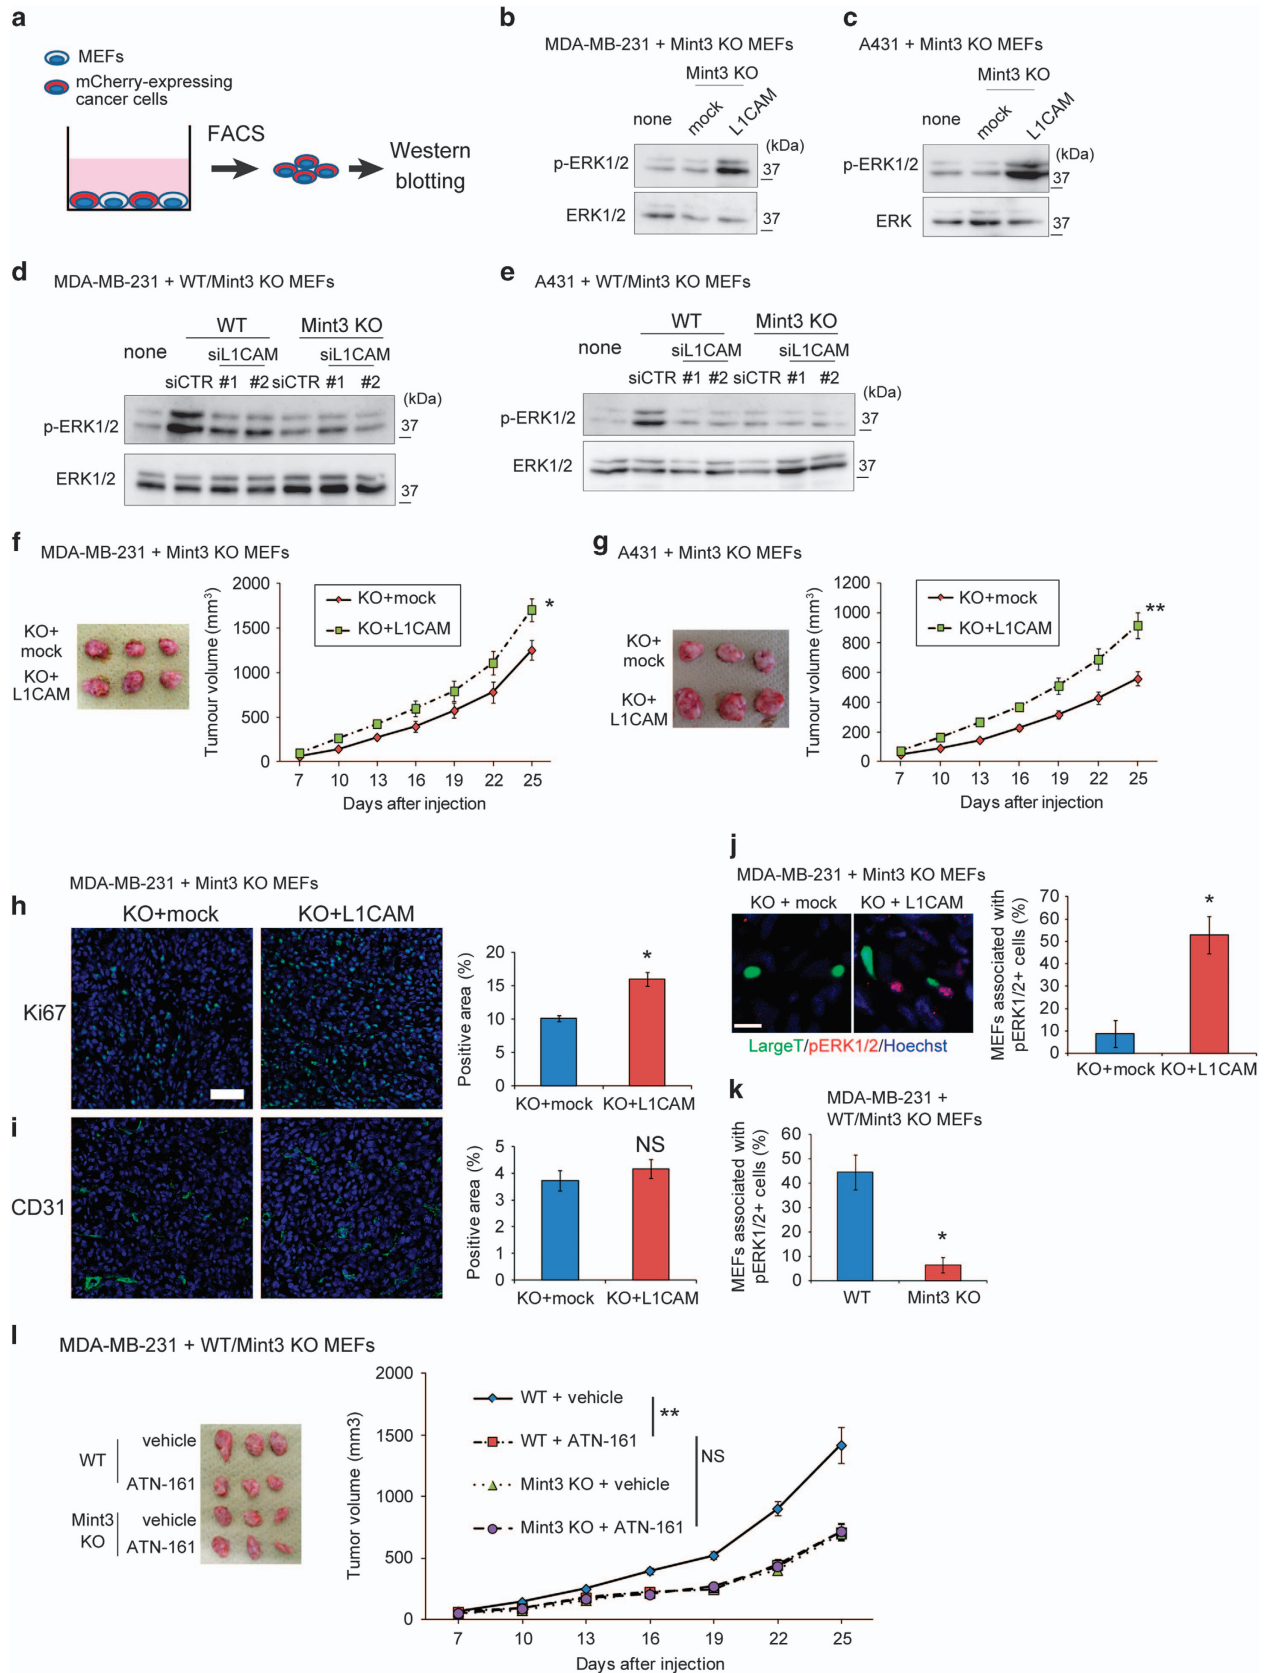 a
MEFs
mCherry-expressing
cancer cells
FACS
Western
blotting
b
MDA-MB-231 + Mint3 KO MEFs
Mint3 KO
none
mock
L1CAM
(kDa)
p-ERK1/2
37
ERK1/2
37
c
A431 + Mint3 KO MEFs
Mint3 KO
none
mock
L1CAM
(kDa)
p-ERK1/2
37
ERK
37
d
MDA-MB-231 + WT/Mint3 KO MEFs
WT
Mint3 KO
none
siL1CAM
siL1CAM
siCTR #1 #2 siCTR #1 #2
(kDa)
p-ERK1/2
37
ERK1/2
37
e
A431 + WT/Mint3 KO MEFs
WT
Mint3 KO
none
siL1CAM
siL1CAM
siCTR #1 #2 siCTR #1 #2
(kDa)
p-ERK1/2
37
ERK1/2
37
f
MDA-MB-231 + Mint3 KO MEFs
KO+
mock
KO+
L1CAM
Tumour volume (mm³)
2000
1500
1000
500
0
KO+mock
KO+L1CAM
*
7 10 13 16 19 22 25
Days after injection
g
A431 + Mint3 KO MEFs
KO+
mock
KO+
L1CAM
Tumour volume (mm³)
1200
1000
800
600
400
200
0
KO+mock
KO+L1CAM
**
7 10 13 16 19 22 25
Days after injection
h
MDA-MB-231 + Mint3 KO MEFs
KO+mock
KO+L1CAM
Ki67
Positive area (%)
20
15
10
5
0
*
KO+mock KO+L1CAM
i
CD31
Positive area (%)
5
4
3
2
1
0
NS
KO+mock KO+L1CAM
j
MDA-MB-231 + Mint3 KO MEFs
KO + mock
KO + L1CAM
LargeT/pERK1/2/Hoechst
MEFs associated with
pERK1/2+ cells (%)
70
60
50
40
30
20
10
0
*
KO+mock KO+L1CAM
k
MDA-MB-231 +
WT/Mint3 KO MEFs
MEFs associated with
pERK1/2+ cells (%)
60
50
40
30
20
10
0
*
WT Mint3 KO
l
MDA-MB-231 + WT/Mint3 KO MEFs
WT
vehicle
ATN-161
Mint3
KO
vehicle
ATN-161
Tumor volume (mm3)
2000
1500
1000
500
0
WT + vehicle
WT + ATN-161
Mint3 KO + vehicle
Mint3 KO + ATN-161
**
NS
7 10 13 16 19 22 25
Days after injection